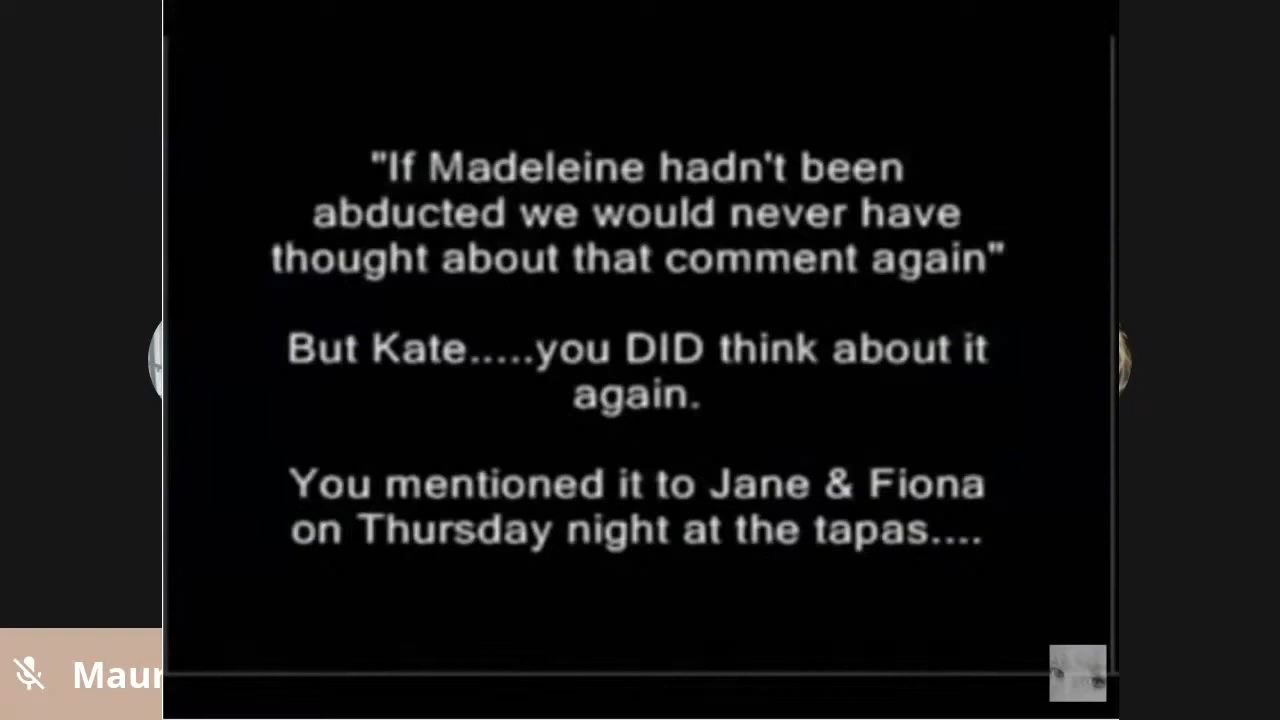 "If Madeleine hadn't been
abducted we would never have
thought about that comment again"
But Kate.....you DID think about it
again.
You mentioned it to Jane & Fiona
on Thursday night at the tapas....
Maur